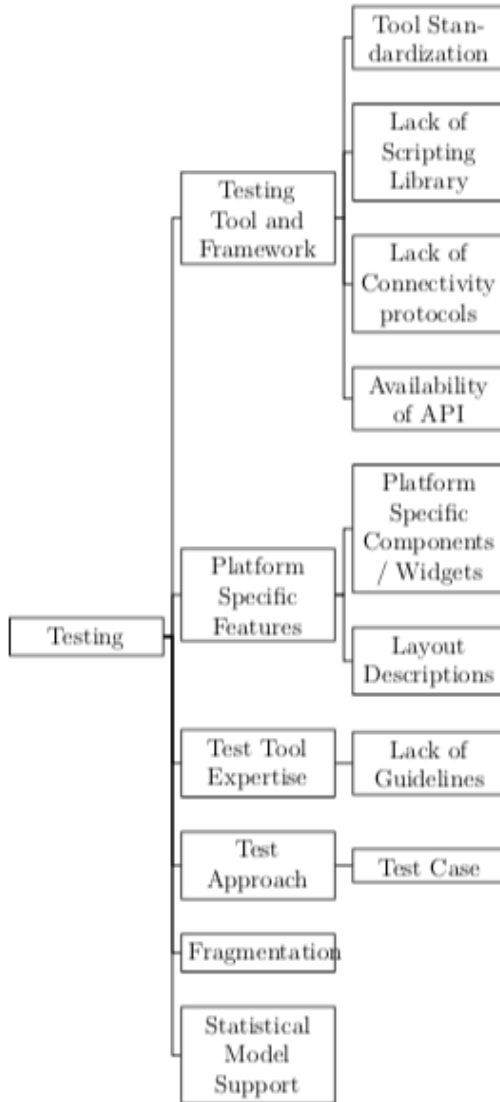 Testing
Testing
Tool and
Framework
Tool Stan-
dardization
Lack of
Scripting
Library
Lack of
Connectivity
protocols
Availability
of API
Platform
Specific
Features
Platform
Specific
Components
/ Widgets
Layout
Descriptions
Test Tool
Expertise
Lack of
Guidelines
Test
Approach
Test Case
Fragmentation
Statistical
Model
Support